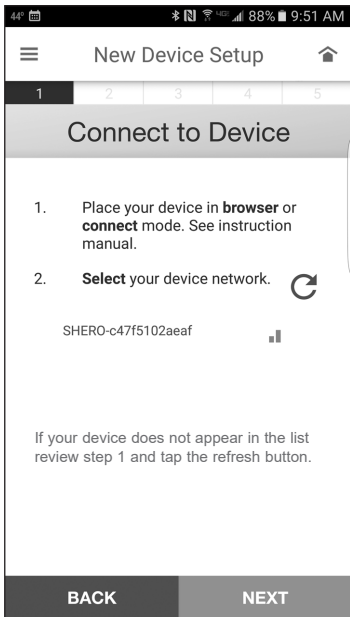 44° 88% 9:51 AM
New Device Setup
1 2 3 4 5
Connect to Device
1. Place your device in browser or
connect mode. See instruction
manual.
2. Select your device network.
SHERO-c47f5102aeaf
If your device does not appear in the list
review step 1 and tap the refresh button.
BACK NEXT